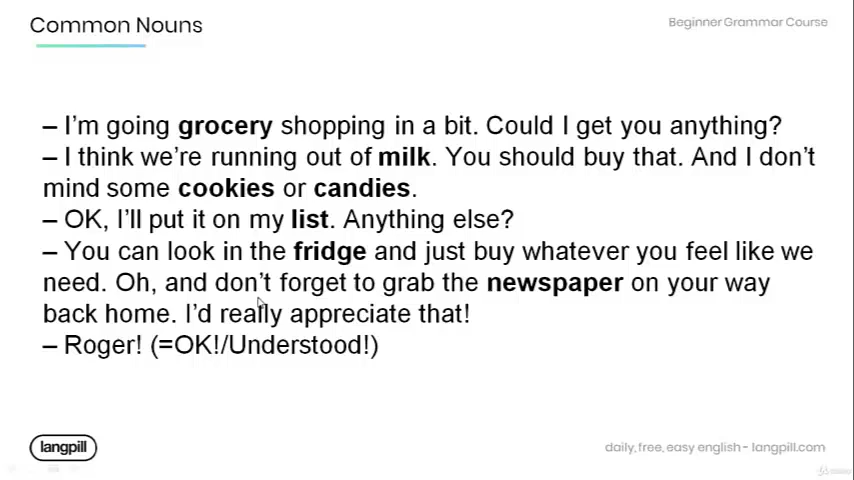 Common Nouns
Beginner Grammar Course
– I'm going grocery shopping in a bit. Could I get you anything?
– I think we're running out of milk. You should buy that. And I don't
mind some cookies or candies.
– OK, I'll put it on my list. Anything else?
– You can look in the fridge and just buy whatever you feel like we
need. Oh, and don't forget to grab the newspaper on your way
back home. I'd really appreciate that!
– Roger! (=OK!/Understood!)
langpill
daily, free, easy english - langpill.com